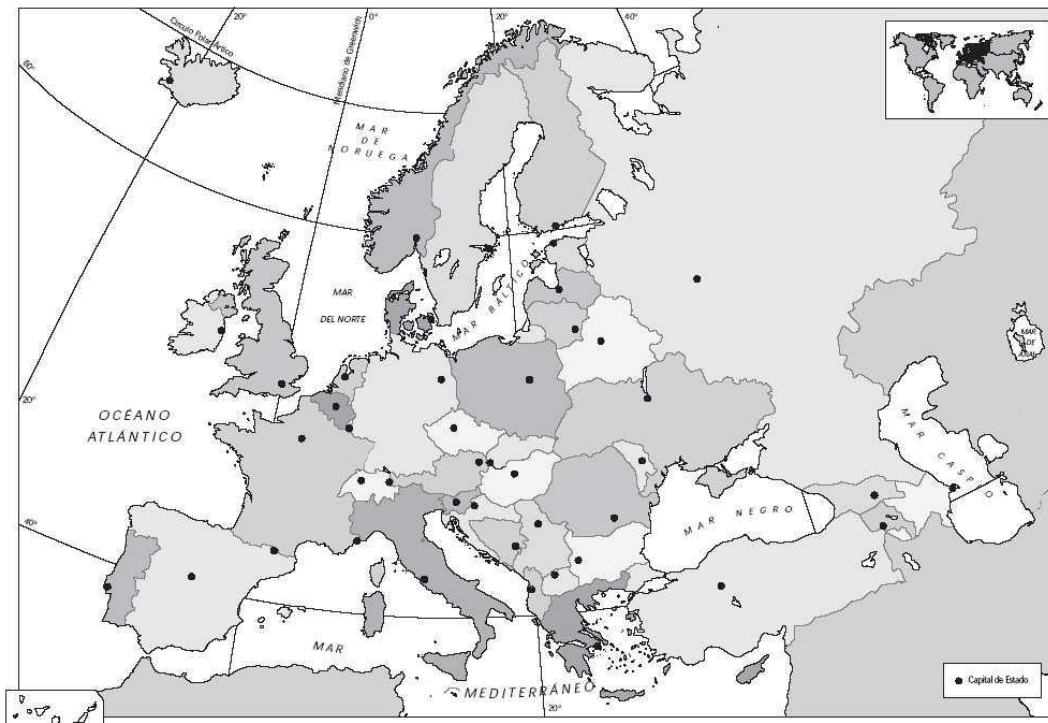 20°
0°
20°
40°
Círculo Polar Ártico
Meridiano de Greenwich
60°
MAR
DE
NORUEGA
MAR
DEL NORTE
MAR BÁLTICO
MAR
DE
ARAL
20°
OCÉANO
ATLÁNTICO
MAR CASPIO
MAR NEGRO
40°
MAR
MEDITERRÁNEO
20°
Capital de Estado